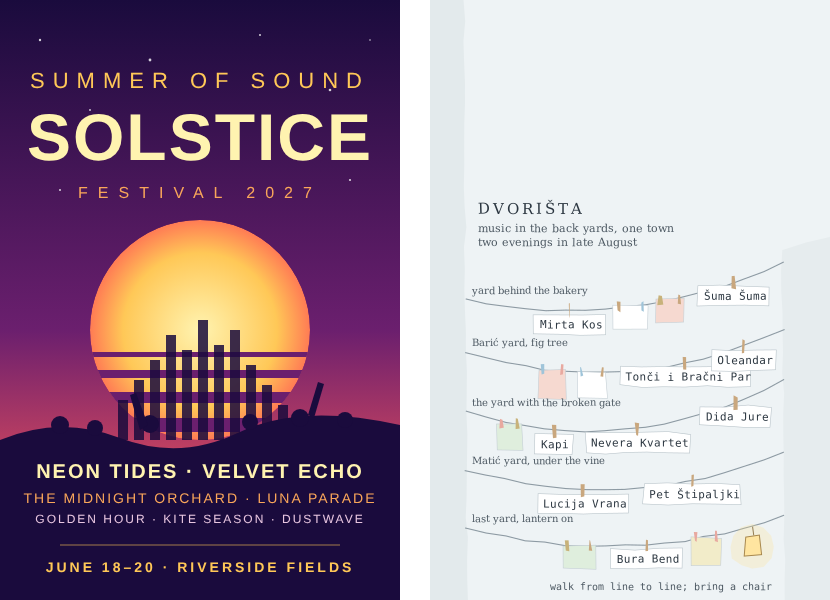 SUMMER OF SOUND
SOLSTICE
FESTIVAL 2027
NEON TIDES · VELVET ECHO
THE MIDNIGHT ORCHARD · LUNA PARADE
GOLDEN HOUR · KITE SEASON · DUSTWAVE
JUNE 18–20 · RIVERSIDE FIELDS
DVORIŠTA
music in the back yards, one town
two evenings in late August
yard behind the bakery
Šuma Šuma
Mirta Kos
Barić yard, fig tree
Oleandar
Tonči i Bračni Par
the yard with the broken gate
Dida Jure
Kapi
Nevera Kvartet
Matić yard, under the vine
Pet Štipaljki
Lucija Vrana
last yard, lantern on
Bura Bend
walk from line to line; bring a chair